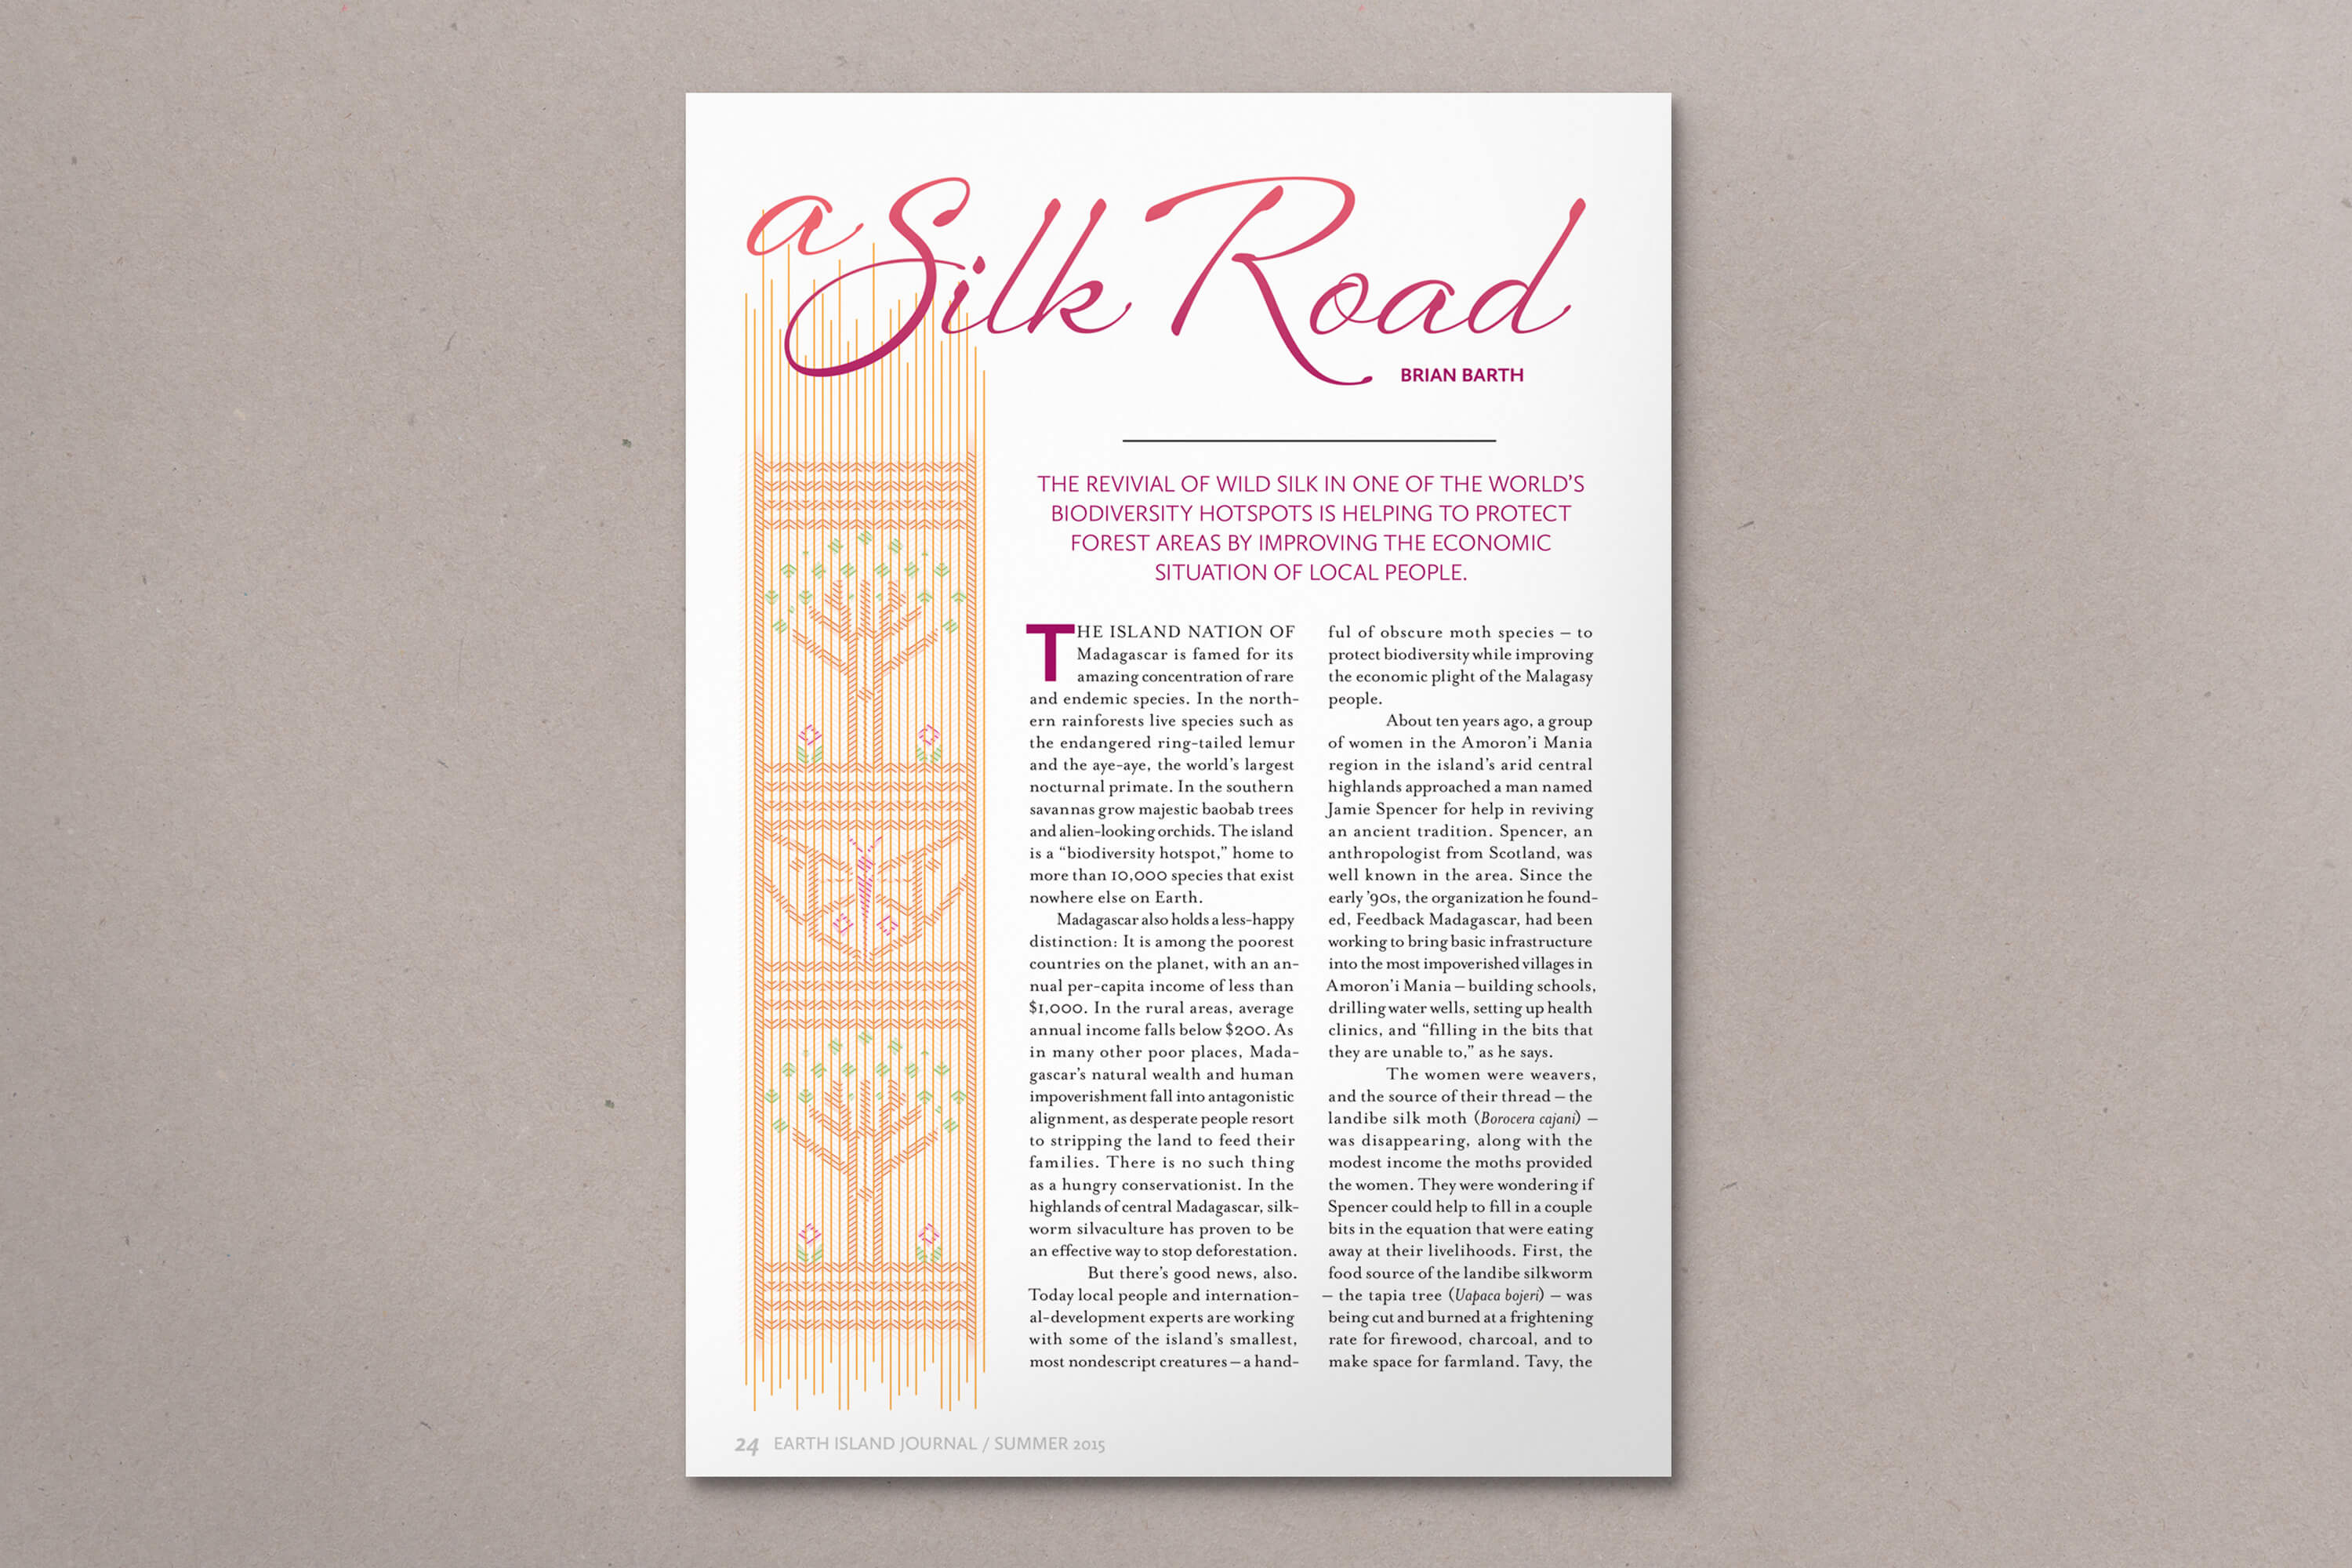 a Silk Road
BRIAN BARTH
THE REVIVIAL OF WILD SILK IN ONE OF THE WORLD'S
BIODIVERSITY HOTSPOTS IS HELPING TO PROTECT
FOREST AREAS BY IMPROVING THE ECONOMIC
SITUATION OF LOCAL PEOPLE.
THE ISLAND NATION OF
Madagascar is famed for its
amazing concentration of rare
and endemic species. In the north-
ern rainforests live species such as
the endangered ring-tailed lemur
and the aye-aye, the world's largest
nocturnal primate. In the southern
savannas grow majestic baobab trees
and alien-looking orchids. The island
is a "biodiversity hotspot," home to
more than 10,000 species that exist
nowhere else on Earth.
Madagascar also holds a less-happy
distinction: It is among the poorest
countries on the planet, with an an-
nual per-capita income of less than
$1,000. In the rural areas, average
annual income falls below $200. As
in many other poor places, Mada-
gascar's natural wealth and human
impoverishment fall into antagonistic
alignment, as desperate people resort
to stripping the land to feed their
families. There is no such thing
as a hungry conservationist. In the
highlands of central Madagascar, silk-
worm silvaculture has proven to be
an effective way to stop deforestation.
But there's good news, also.
Today local people and internation-
al-development experts are working
with some of the island's smallest,
most nondescript creatures – a hand-
ful of obscure moth species – to
protect biodiversity while improving
the economic plight of the Malagasy
people.
About ten years ago, a group
of women in the Amoron'i Mania
region in the island's arid central
highlands approached a man named
Jamie Spencer for help in reviving
an ancient tradition. Spencer, an
anthropologist from Scotland, was
well known in the area. Since the
early '90s, the organization he found-
ed, Feedback Madagascar, had been
working to bring basic infrastructure
into the most impoverished villages in
Amoron'i Mania – building schools,
drilling water wells, setting up health
clinics, and "filling in the bits that
they are unable to," as he says.
The women were weavers,
and the source of their thread – the
landibe silk moth (Borocera cajani) –
was disappearing, along with the
modest income the moths provided
the women. They were wondering if
Spencer could help to fill in a couple
bits in the equation that were eating
away at their livelihoods. First, the
food source of the landibe silkworm
– the tapia tree (Uapaca bojeri) – was
being cut and burned at a frightening
rate for firewood, charcoal, and to
make space for farmland. Tavy, the
24 EARTH ISLAND JOURNAL / SUMMER 2015